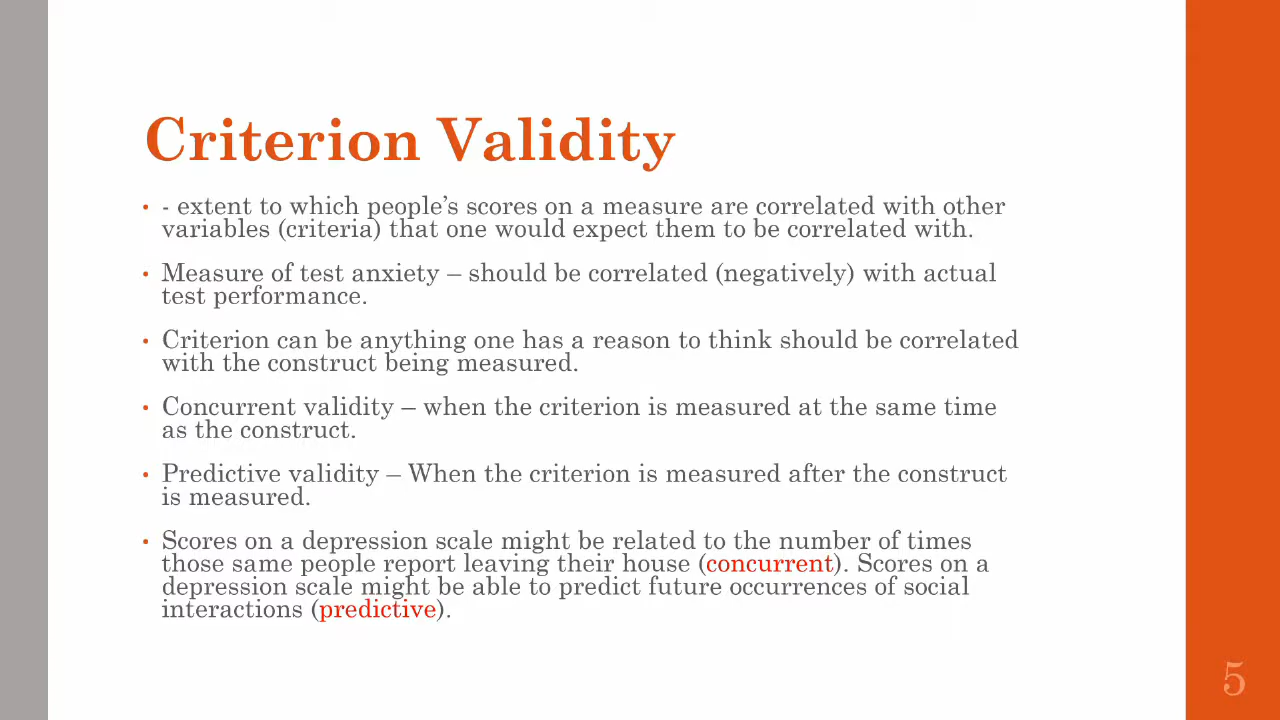 Criterion Validity
• - extent to which people’s scores on a measure are correlated with other
variables (criteria) that one would expect them to be correlated with.
• Measure of test anxiety – should be correlated (negatively) with actual
test performance.
• Criterion can be anything one has a reason to think should be correlated
with the construct being measured.
• Concurrent validity – when the criterion is measured at the same time
as the construct.
• Predictive validity – When the criterion is measured after the construct
is measured.
• Scores on a depression scale might be related to the number of times
those same people report leaving their house (concurrent). Scores on a
depression scale might be able to predict future occurrences of social
interactions (predictive).
5